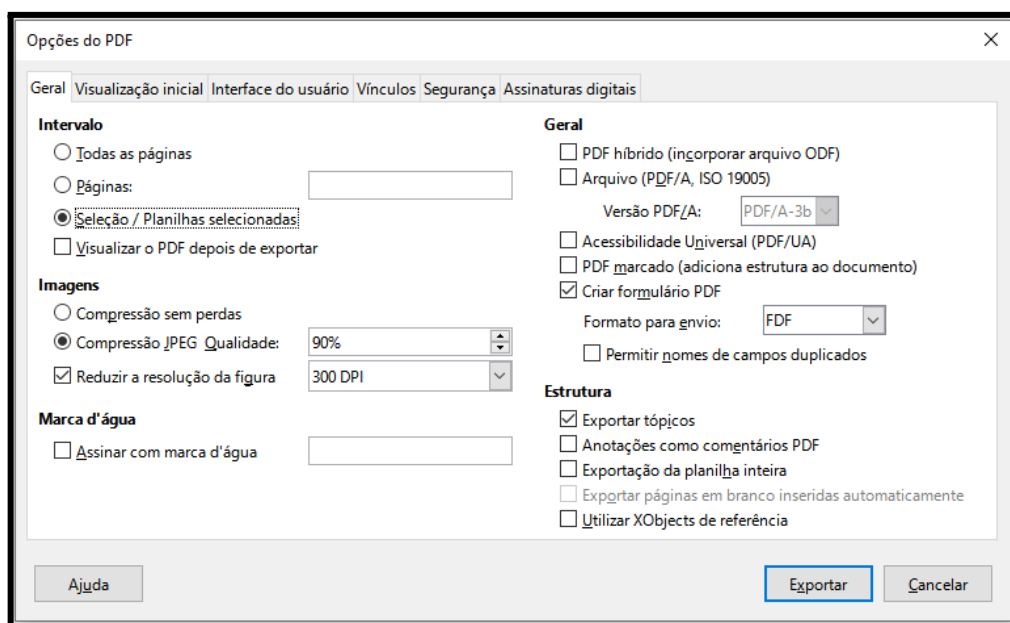 Opções do PDF
Geral Visualização inicial Interface do usuário Vínculos Segurança Assinaturas digitais
Intervalo
Todas as páginas
Páginas:
Seleção / Planilhas selecionadas
Visualizar o PDF depois de exportar
Imagens
Compressão sem perdas
Compressão JPEG Qualidade: 90%
Reduzir a resolução da figura 300 DPI
Marca d'água
Assinar com marca d'água
Geral
PDF híbrido (incorporar arquivo ODF)
Arquivo (PDF/A, ISO 19005)
Versão PDF/A: PDF/A-3b
Acessibilidade Universal (PDF/UA)
PDF marcado (adiciona estrutura ao documento)
Criar formulário PDF
Formato para envio: FDF
Permitir nomes de campos duplicados
Estrutura
Exportar tópicos
Anotações como comentários PDF
Exportação da planilha inteira
Exportar páginas em branco inseridas automaticamente
Utilizar XObjects de referência
Ajuda Exportar Cancelar